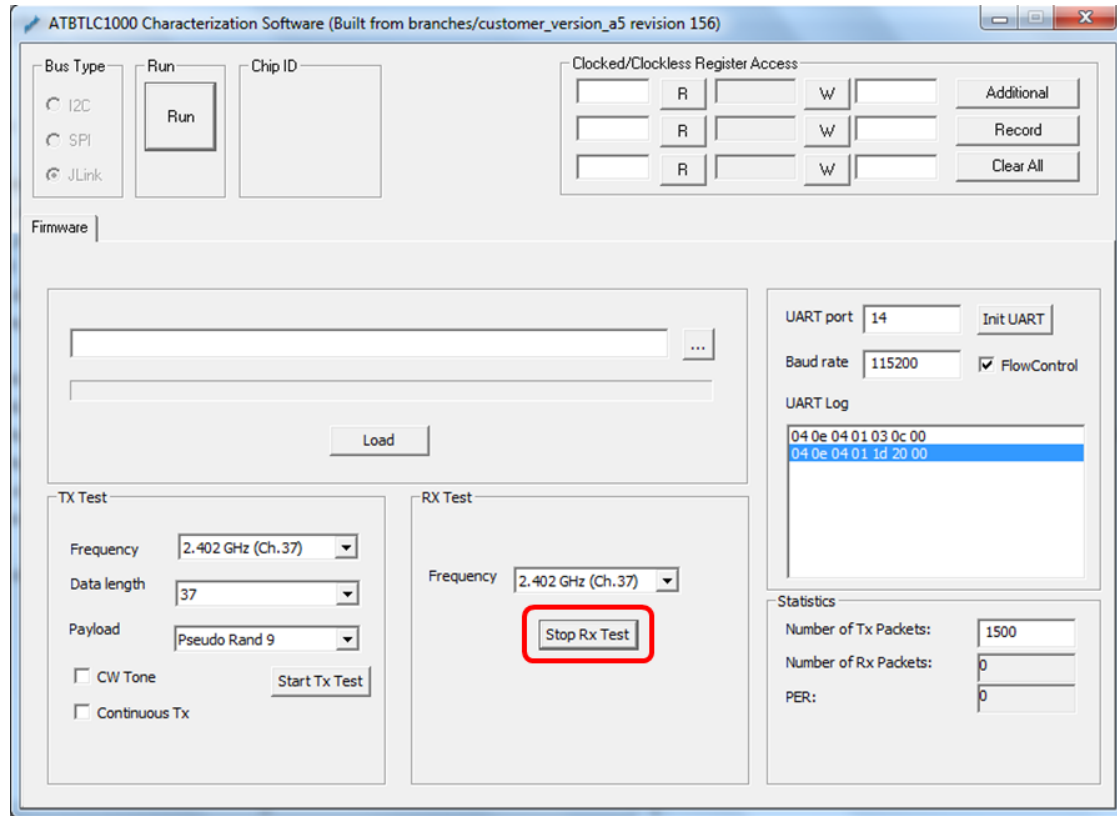 ATBTLC1000 Characterization Software (Built from branches/customer_version_a5 revision 156)
Bus Type
I2C
SPI
JLink
Run
Run
Chip ID
Clocked/Clockless Register Access
R W Additional
R W Record
R W Clear All
Firmware
...
Load
UART port 14 Init UART
Baud rate 115200 FlowControl
UART Log
04 0e 04 01 03 0c 00
04 0e 04 01 1d 20 00
TX Test
Frequency 2.402 GHz (Ch.37)
Data length 37
Payload Pseudo Rand 9
CW Tone Start Tx Test
Continuous Tx
RX Test
Frequency 2.402 GHz (Ch.37)
Stop Rx Test
Statistics
Number of Tx Packets: 1500
Number of Rx Packets: 0
PER: 0